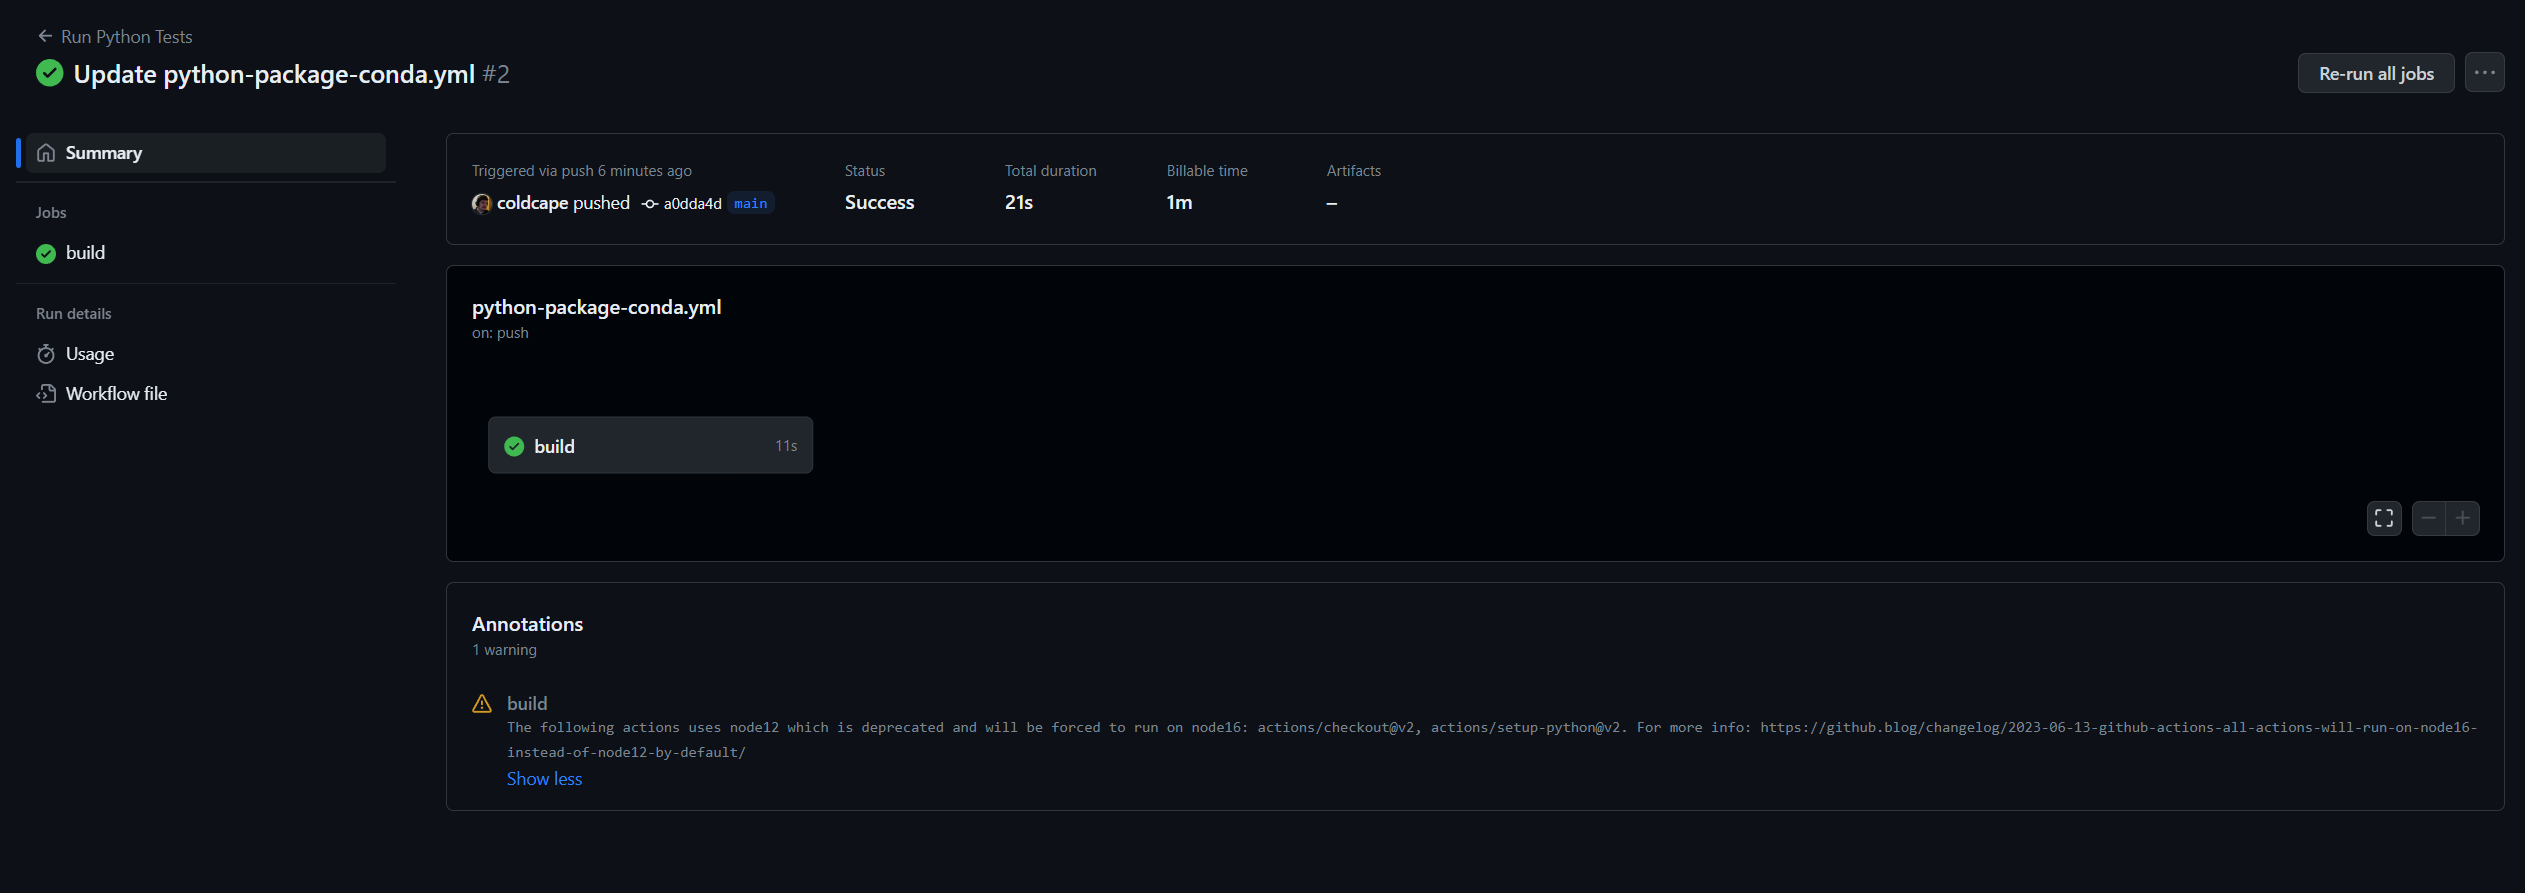 Run Python Tests
Update python-package-conda.yml #2
Re-run all jobs
Summary
Jobs
build
Run details
Usage
Workflow file
Triggered via push 6 minutes ago
coldcape pushed a0dda4d main
Status
Success
Total duration
21s
Billable time
1m
Artifacts
–
python-package-conda.yml
on: push
build 11s
Annotations
1 warning
build
The following actions uses node12 which is deprecated and will be forced to run on node16: actions/checkout@v2, actions/setup-python@v2. For more info: https://github.blog/changelog/2023-06-13-github-actions-all-actions-will-run-on-node16-
instead-of-node12-by-default/
Show less